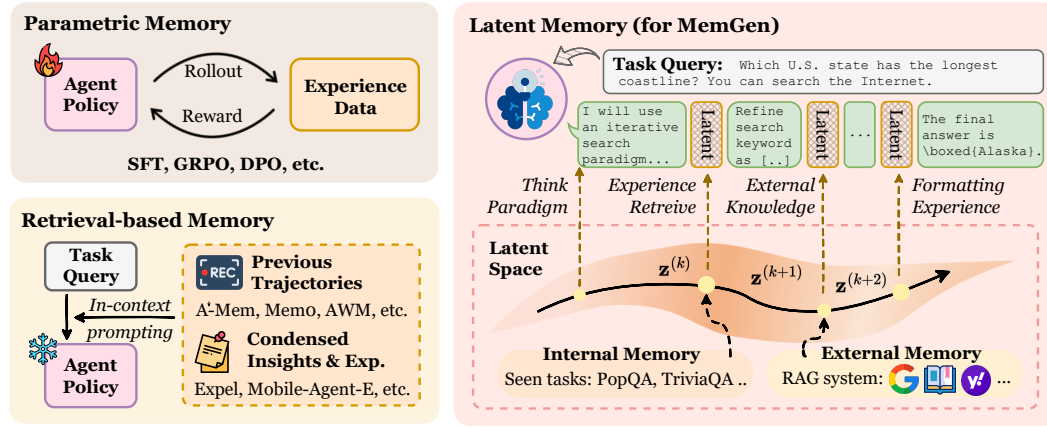 Parametric Memory
Agent
Policy
Rollout
Reward
Experience
Data
SFT, GRPO, DPO, etc.
Retrieval-based Memory
Task
Query
In-context
prompting
Agent
Policy
REC
Previous
Trajectories
A-Mem, Memo, AWM, etc.
Condensed
Insights & Exp.
Expel, Mobile-Agent-E, etc.
Latent Memory (for MemGen)
Task Query: Which U.S. state has the longest
coastline? You can search the Internet.
I will use
an iterative
search
paradigm...
Latent
Refine
search
keyword
as [..]
Latent
...
Latent
The final
answer is
\boxed{Alaska}.
Think
Paradigm
Experience
Retreive
External
Knowledge
Formatting
Experience
Latent
Space
z^(k)
z^(k+1)
z^(k+2)
Internal Memory
Seen tasks: PopQA, TriviaQA ..
External Memory
RAG system: G y! ...